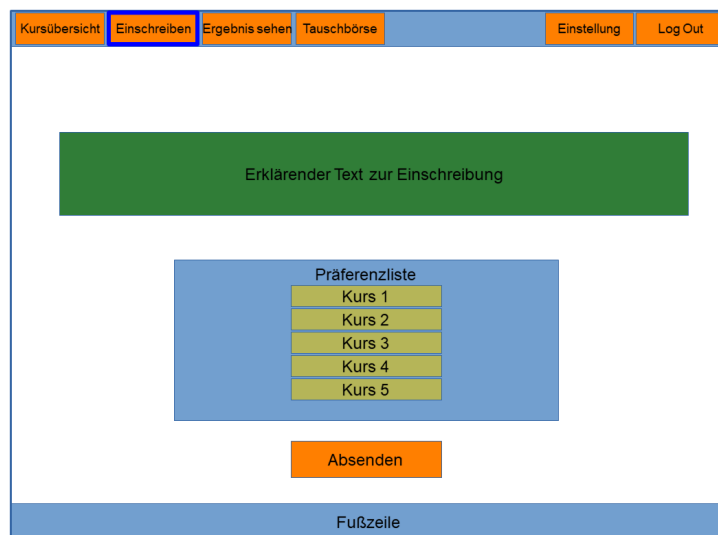 Kursübersicht Einschreiben Ergebnis sehen Tauschbörse Einstellung Log Out
Erklärender Text zur Einschreibung
Präferenzliste
Kurs 1
Kurs 2
Kurs 3
Kurs 4
Kurs 5
Absenden
Fußzeile